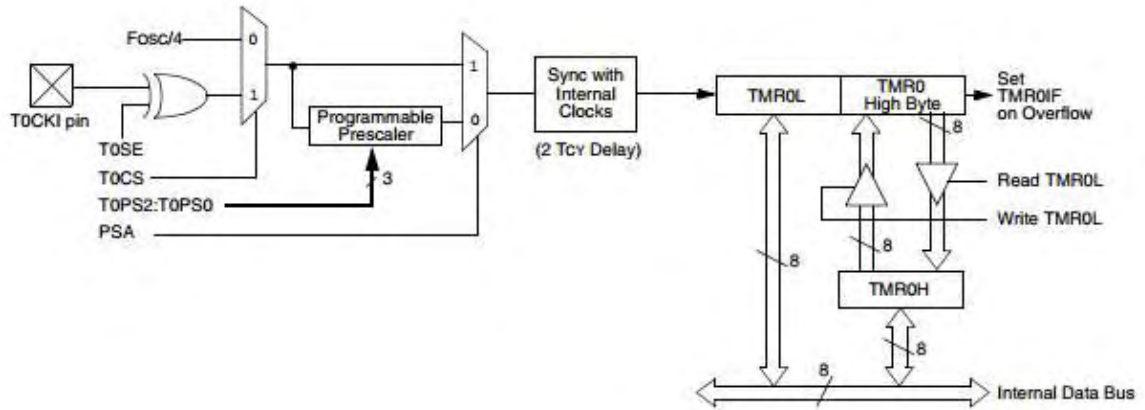 Fosc/4
0
1
T0CKI pin
T0SE
T0CS
T0PS2:T0PS0
PSA
Programmable
Prescaler
3
1
0
Sync with
Internal
Clocks
(2 TCY Delay)
TMR0L
TMR0
High Byte
Set
TMR0IF
on Overflow
8
Read TMR0L
Write TMR0L
8
8
TMR0H
8
8
Internal Data Bus